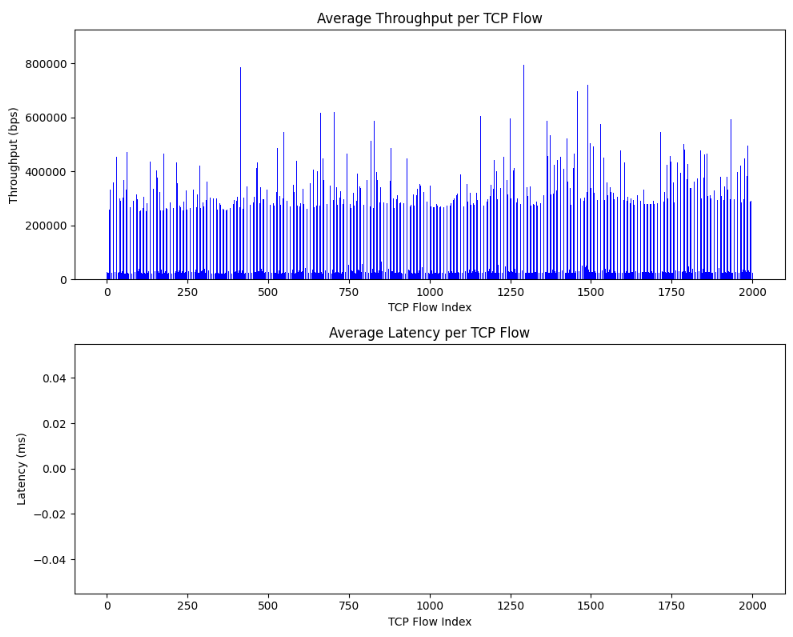 Average Throughput per TCP Flow
Throughput (bps)
800000
600000
400000
200000
0
0 250 500 750 1000 1250 1500 1750 2000
TCP Flow Index
Average Latency per TCP Flow
Latency (ms)
0.04
0.02
0.00
−0.02
−0.04
0 250 500 750 1000 1250 1500 1750 2000
TCP Flow Index